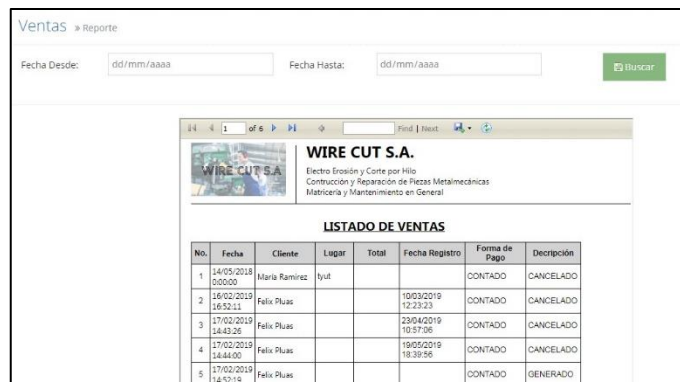 Ventas » Reporte
Fecha Desde: dd/mm/aaaa Fecha Hasta: dd/mm/aaaa Buscar
1 of 6 Find | Next
WIRE CUT S.A.
WIRE CUT S.A.
Electro Erosión y Corte por Hilo
Contrucción y Reparación de Piezas Metalmecánicas
Matricería y Mantenimiento en General
LISTADO DE VENTAS
No. Fecha Cliente Lugar Total Fecha Registro Forma de Pago Decripción
1 14/05/2018 0:00:00 María Ramirez tyut CONTADO CANCELADO
2 16/02/2019 16:52:11 Felix Pluas 10/03/2019 12:23:23 CONTADO CANCELADO
3 17/02/2019 14:43:26 Felix Pluas 23/04/2019 10:57:06 CONTADO CANCELADO
4 17/02/2019 14:44:00 Felix Pluas 19/05/2019 18:39:56 CONTADO CANCELADO
5 17/02/2019 14:52:19 Felix Pluas CONTADO GENERADO